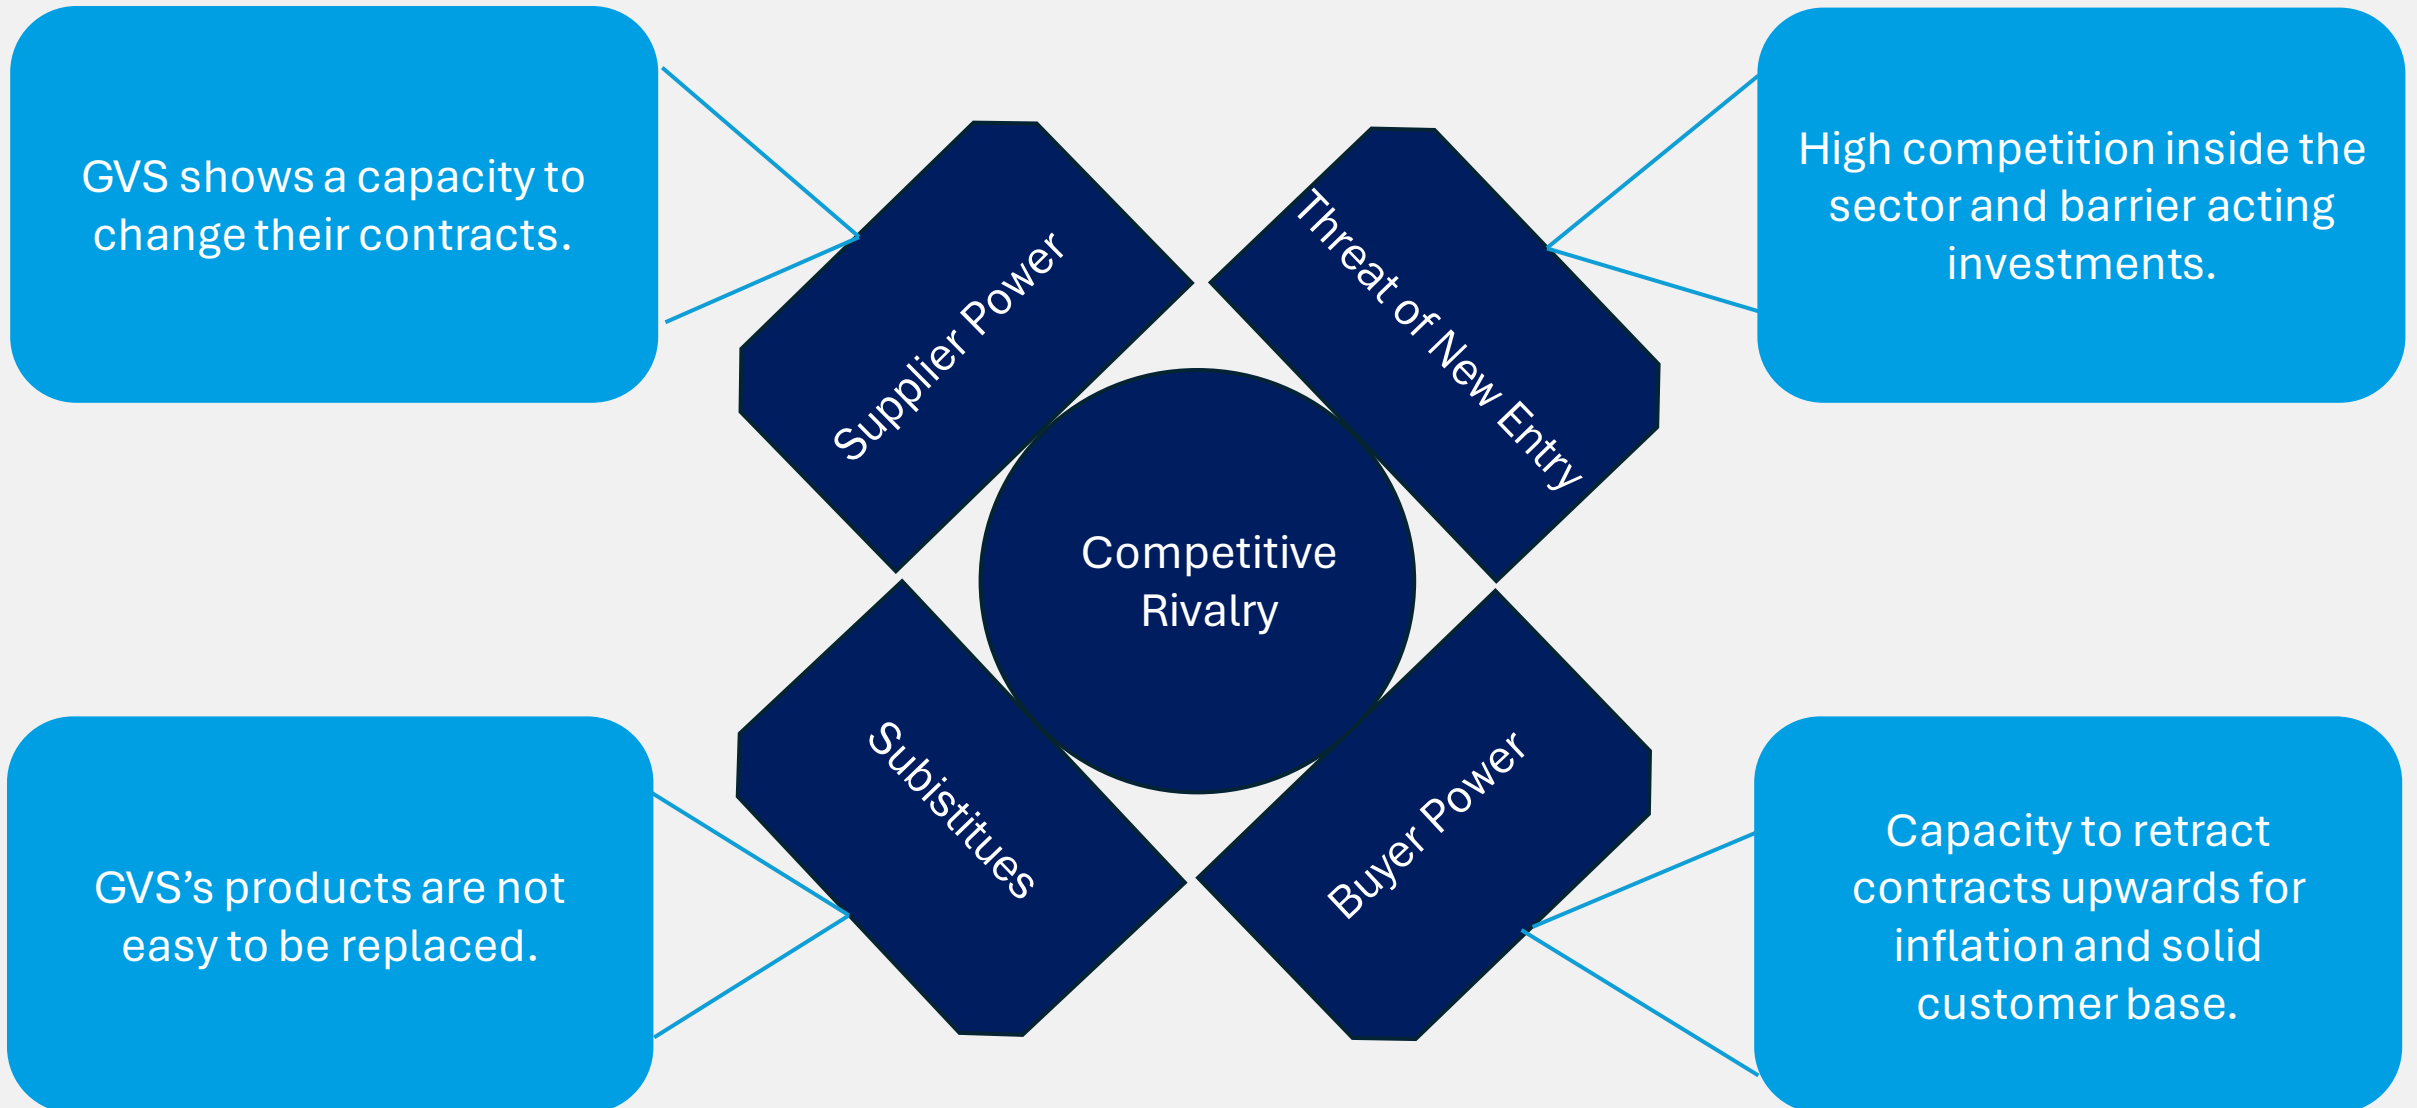 GVS shows a capacity to
change their contracts.
High competition inside the
sector and barrier acting
investments.
Supplier Power
Threat of New Entry
Competitive
Rivalry
Subistitues
Buyer Power
GVS’s products are not
easy to be replaced.
Capacity to retract
contracts upwards for
inflation and solid
customer base.